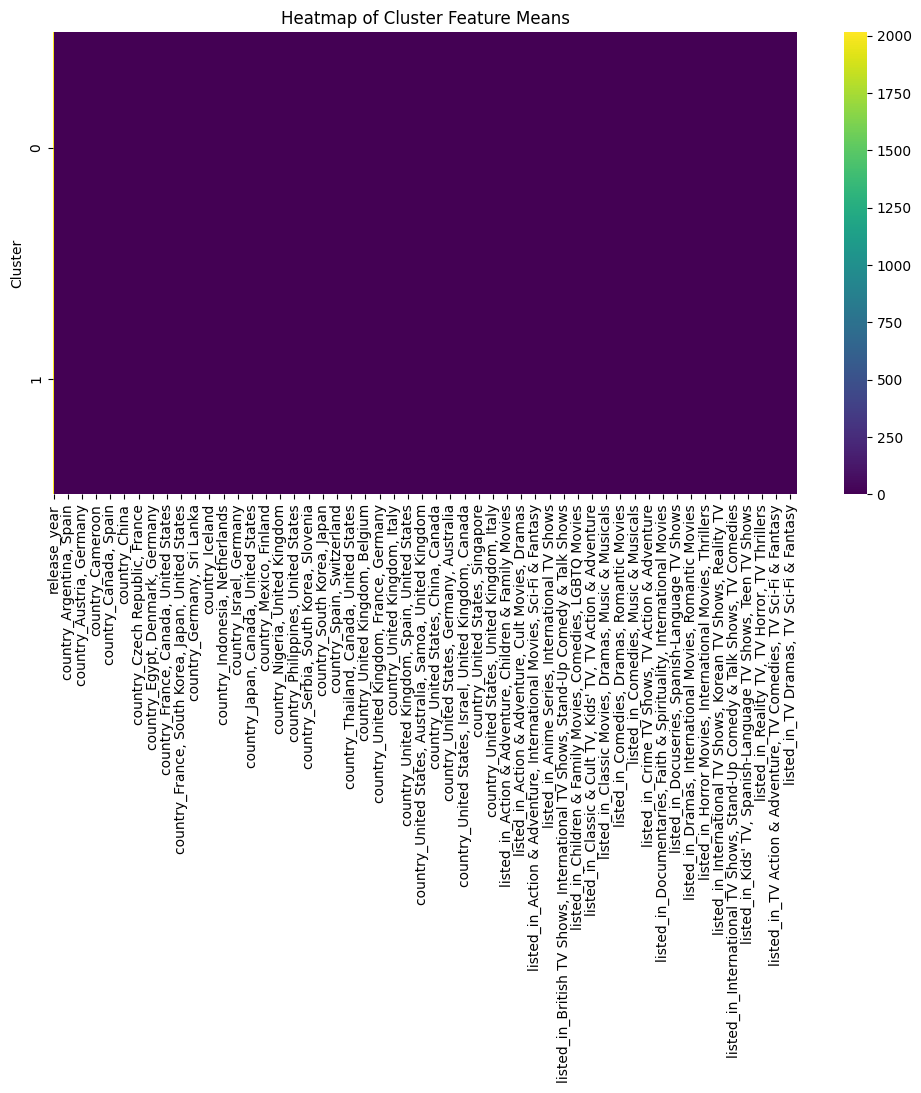 Heatmap of Cluster Feature Means
Cluster
0
1
2000
1750
1500
1250
1000
750
500
250
0
release_year
country_Argentina, Spain
country_Austria, Germany
country_Cameroon
country_Canada, Spain
country_China
country_Czech Republic, France
country_Egypt, Denmark, Germany
country_France, Canada, United States
country_France, South Korea, Japan, United States
country_Germany, Sri Lanka
country_Iceland
country_Indonesia, Netherlands
country_Israel, Germany
country_Japan, Canada, United States
country_Mexico, Finland
country_Nigeria, United Kingdom
country_Philippines, United States
country_Serbia, South Korea, Slovenia
country_South Korea, Japan
country_Spain, Switzerland
country_Thailand, Canada, United States
country_United Kingdom, Belgium
country_United Kingdom, France, Germany
country_United Kingdom, Italy
country_United Kingdom, Spain, United States
country_United States, Australia, Samoa, United Kingdom
country_United States, China, Canada
country_United States, Germany, Australia
country_United States, Israel, United Kingdom, Canada
country_United States, Singapore
country_United States, United Kingdom, Italy
listed_in_Action & Adventure, Children & Family Movies
listed_in_Action & Adventure, Cult Movies, Dramas
listed_in_Action & Adventure, International Movies, Sci-Fi & Fantasy
listed_in_Anime Series, International TV Shows
listed_in_British TV Shows, International TV Shows, Stand-Up Comedy & Talk Shows
listed_in_Children & Family Movies, Comedies, LGBTQ Movies
listed_in_Classic & Cult TV, Kids' TV, TV Action & Adventure
listed_in_Classic Movies, Dramas, Music & Musicals
listed_in_Comedies, Dramas, Romantic Movies
listed_in_Comedies, Music & Musicals
listed_in_Crime TV Shows, TV Action & Adventure
listed_in_Documentaries, Faith & Spirituality, International Movies
listed_in_Docuseries, Spanish-Language TV Shows
listed_in_Dramas, International Movies, Romantic Movies
listed_in_Horror Movies, International Movies, Thrillers
listed_in_International TV Shows, Korean TV Shows, Reality TV
listed_in_International TV Shows, Stand-Up Comedy & Talk Shows, TV Comedies
listed_in_Kids' TV, Spanish-Language TV Shows, Teen TV Shows
listed_in_Reality TV, TV Horror, TV Thrillers
listed_in_TV Action & Adventure, TV Comedies, TV Sci-Fi & Fantasy
listed_in_TV Dramas, TV Sci-Fi & Fantasy